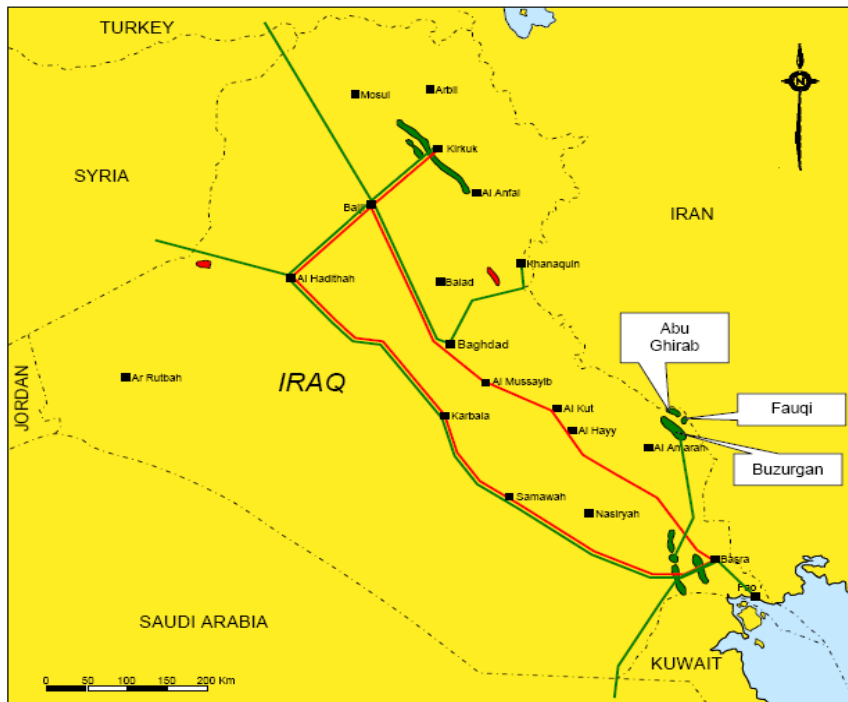 TURKEY
Mosul
Arbil
N
Kirkuk
SYRIA
Al Anfal
Baiji
IRAN
Khanaquin
Al Hadithah
Balad
Abu
Ghirab
Baghdad
Ar Rutbah
IRAQ
Al Mussayib
JORDAN
Fauqi
Karbala
Al Kut
Al Hayy
Al Amarah
Buzurgan
Samawah
Nasiryah
Basra
Fao
SAUDI ARABIA
KUWAIT
0 50 100 150 200 Km